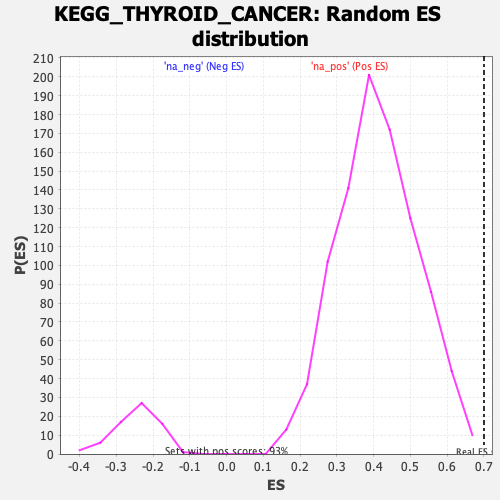 KEGG_THYROID_CANCER: Random ES
distribution
'na_neg' (Neg ES)
'na_pos' (Pos ES)
210
200
190
180
170
160
150
140
130
120
110
100
90
80
70
60
50
40
30
20
10
0
P(ES)
Sets with pos scores: 93%
Real ES
-0.4 -0.3 -0.2 -0.1 0.0 0.1 0.2 0.3 0.4 0.5 0.6 0.7
ES